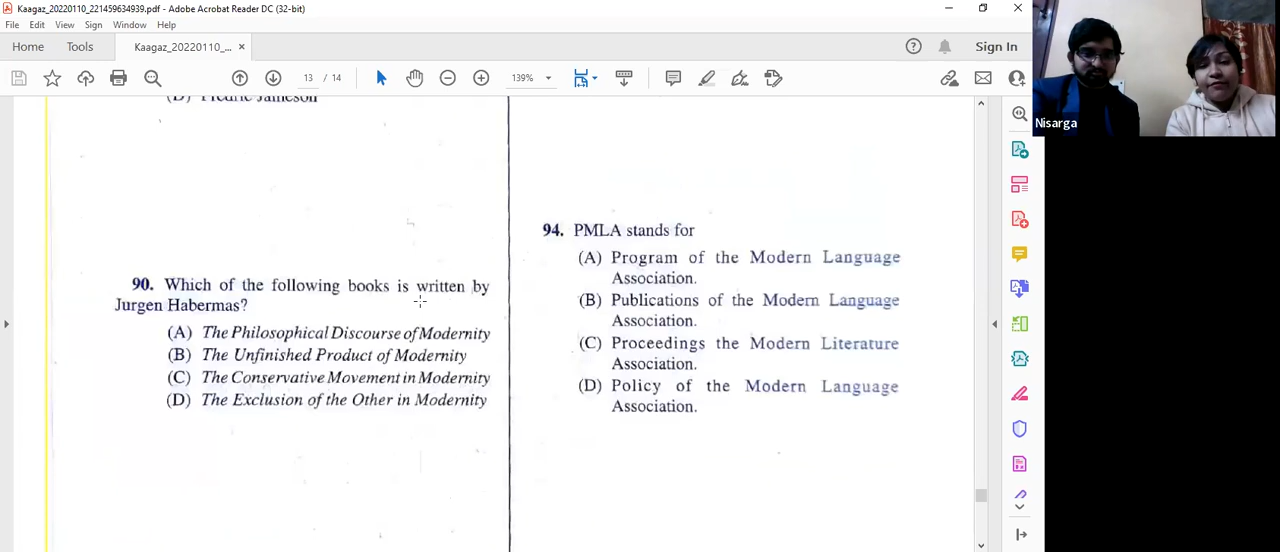 Kaagaz_20220110_221459634939.pdf - Adobe Acrobat Reader DC (32-bit)
File Edit View Sign Window Help
Home Tools Kaagaz_20220110_... × Sign In
13 / 14 139%
Nisarga
(D) Fredric Jameson
90. Which of the following books is written by
Jurgen Habermas?
(A) The Philosophical Discourse of Modernity
(B) The Unfinished Product of Modernity
(C) The Conservative Movement in Modernity
(D) The Exclusion of the Other in Modernity
94. PMLA stands for
(A) Program of the Modern Language
Association.
(B) Publications of the Modern Language
Association.
(C) Proceedings the Modern Literature
Association.
(D) Policy of the Modern Language
Association.